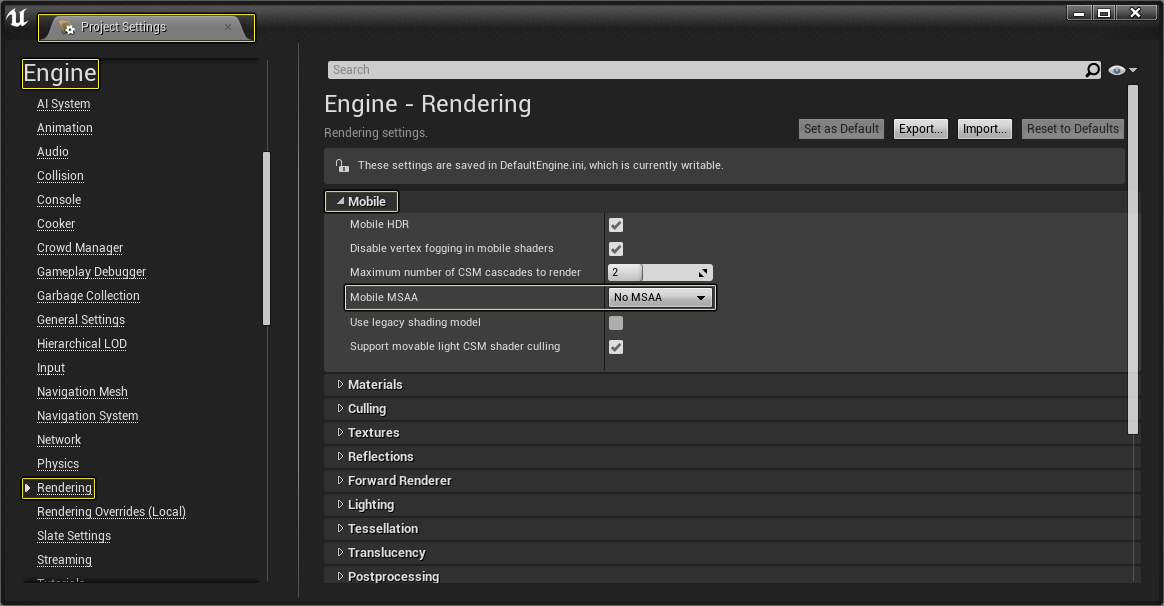 Project Settings
Engine
AI System
Animation
Audio
Collision
Console
Cooker
Crowd Manager
Gameplay Debugger
Garbage Collection
General Settings
Hierarchical LOD
Input
Navigation Mesh
Navigation System
Network
Physics
Rendering
Rendering Overrides (Local)
Slate Settings
Streaming
Tutorials
Search
Engine - Rendering
Rendering settings.
Set as Default
Export...
Import...
Reset to Defaults
These settings are saved in DefaultEngine.ini, which is currently writable.
Mobile
Mobile HDR
Disable vertex fogging in mobile shaders
Maximum number of CSM cascades to render 2
Mobile MSAA No MSAA
Use legacy shading model
Support movable light CSM shader culling
Materials
Culling
Textures
Reflections
Forward Renderer
Lighting
Tessellation
Translucency
Postprocessing